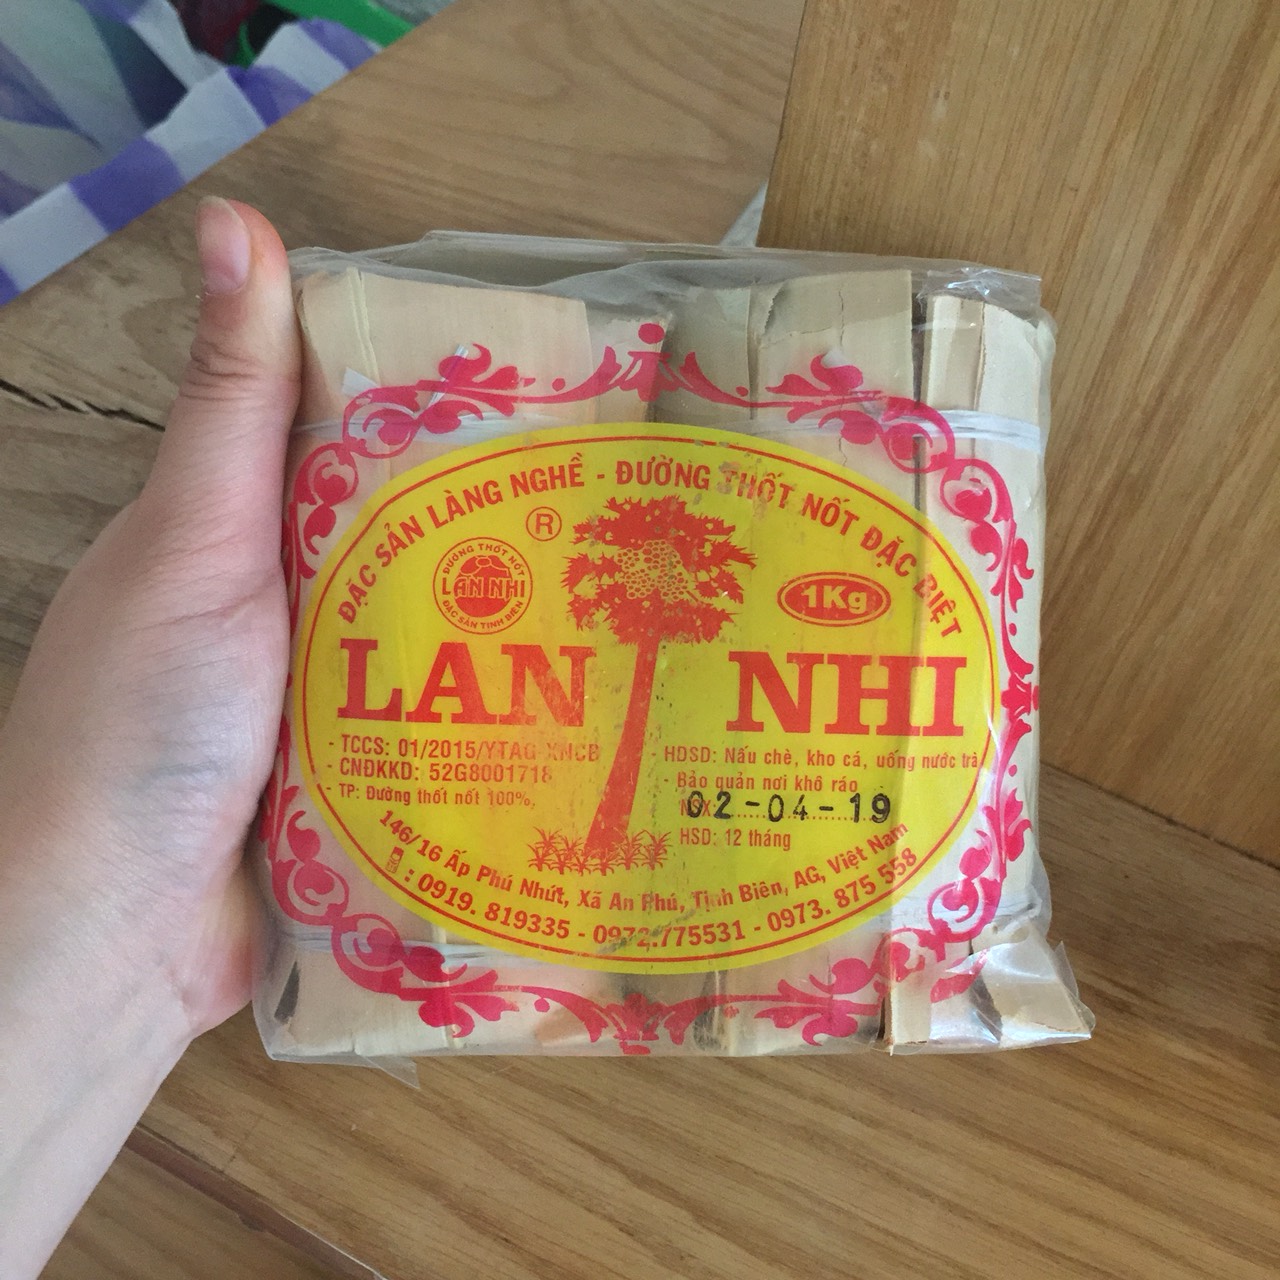 ĐẶC SẢN LÀNG NGHỀ - ĐƯỜNG THỐT NỐT ĐẶC BIỆT
®
ĐƯỜNG THỐT NỐT
LAN NHI
ĐẶC SẢN TỊNH BIÊN
1Kg
LAN NHI
- TCCS: 01/2015/YTAG-XNCB
- CNĐKKD: 52G8001718
- TP: Đường thốt nốt 100%,
- HDSD: Nấu chè, kho cá, uống nước trà
- Bảo quản nơi khô ráo
NSX 02-04-19
HSD: 12 tháng
146/16 Ấp Phú Nhứt, Xã An Phú, Tịnh Biên, AG, Việt Nam
: 0919. 819335 - 0972.775531 - 0973. 875 558